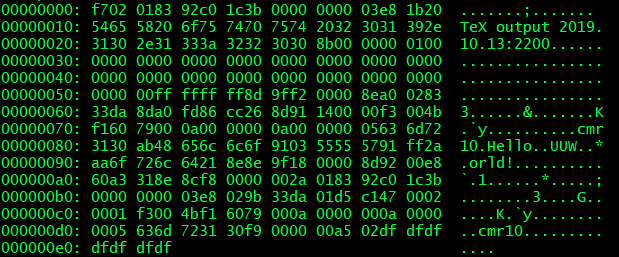 00000000: f702 0183 92c0 1c3b 0000 0000 03e8 1b20 .......;.......
00000010: 5465 5820 6f75 7470 7574 2032 3031 392e TeX output 2019.
00000020: 3130 2e31 333a 3232 3030 8b00 0000 0100 10.13:2200......
00000030: 0000 0000 0000 0000 0000 0000 0000 0000 ................
00000040: 0000 0000 0000 0000 0000 0000 0000 0000 ................
00000050: 0000 00ff ffff ff8d 9ff2 0000 8ea0 0283 ................
00000060: 33da 8da0 fd86 cc26 8d91 1400 00f3 004b 3......&.......K
00000070: f160 7900 0a00 0000 0a00 0000 0563 6d72 .`y..........cmr
00000080: 3130 ab48 656c 6c6f 9103 5555 5791 ff2a 10.Hello..UUW..*
00000090: aa6f 726c 6421 8e8e 9f18 0000 8d92 00e8 .orld!..........
000000a0: 60a3 318e 8cf8 0000 002a 0183 92c0 1c3b `.1......*.....;
000000b0: 0000 0000 03e8 029b 33da 01d5 c147 0002 ........3....G..
000000c0: 0001 f300 4bf1 6079 000a 0000 000a 0000 ....K.`y........
000000d0: 0005 636d 7231 30f9 0000 00a5 02df dfdf ..cmr10.........
000000e0: dfdf dfdf ....